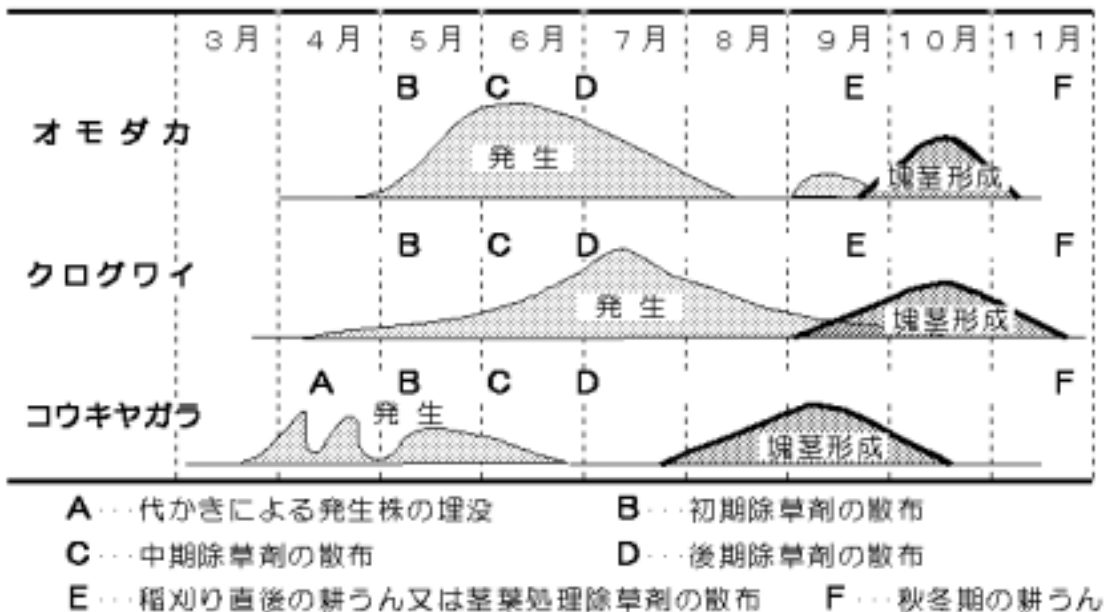 ３月 ４月 ５月 ６月 ７月 ８月 ９月 １０月 １１月
B C D E F
オモダカ
発生
塊茎形成
B C D E F
クログワイ
発生
塊茎形成
A B C D F
コウキヤガラ
発生
塊茎形成
A…代かきによる発生株の埋没 B…初期除草剤の散布
C…中期除草剤の散布 D…後期除草剤の散布
E…稲刈り直後の耕うん又は茎葉処理除草剤の散布 F…秋冬期の耕うん